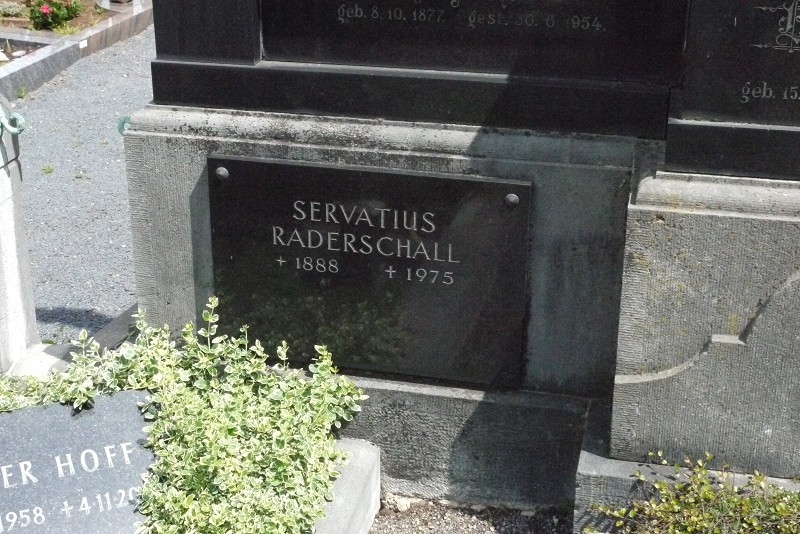 geb. 8. 10. 1877. gest. 30. 6. 1954.
geb. 15.
SERVATIUS
RADERSCHALL
+ 1888 + 1975
ER HOFF
1958 + 4.11.20